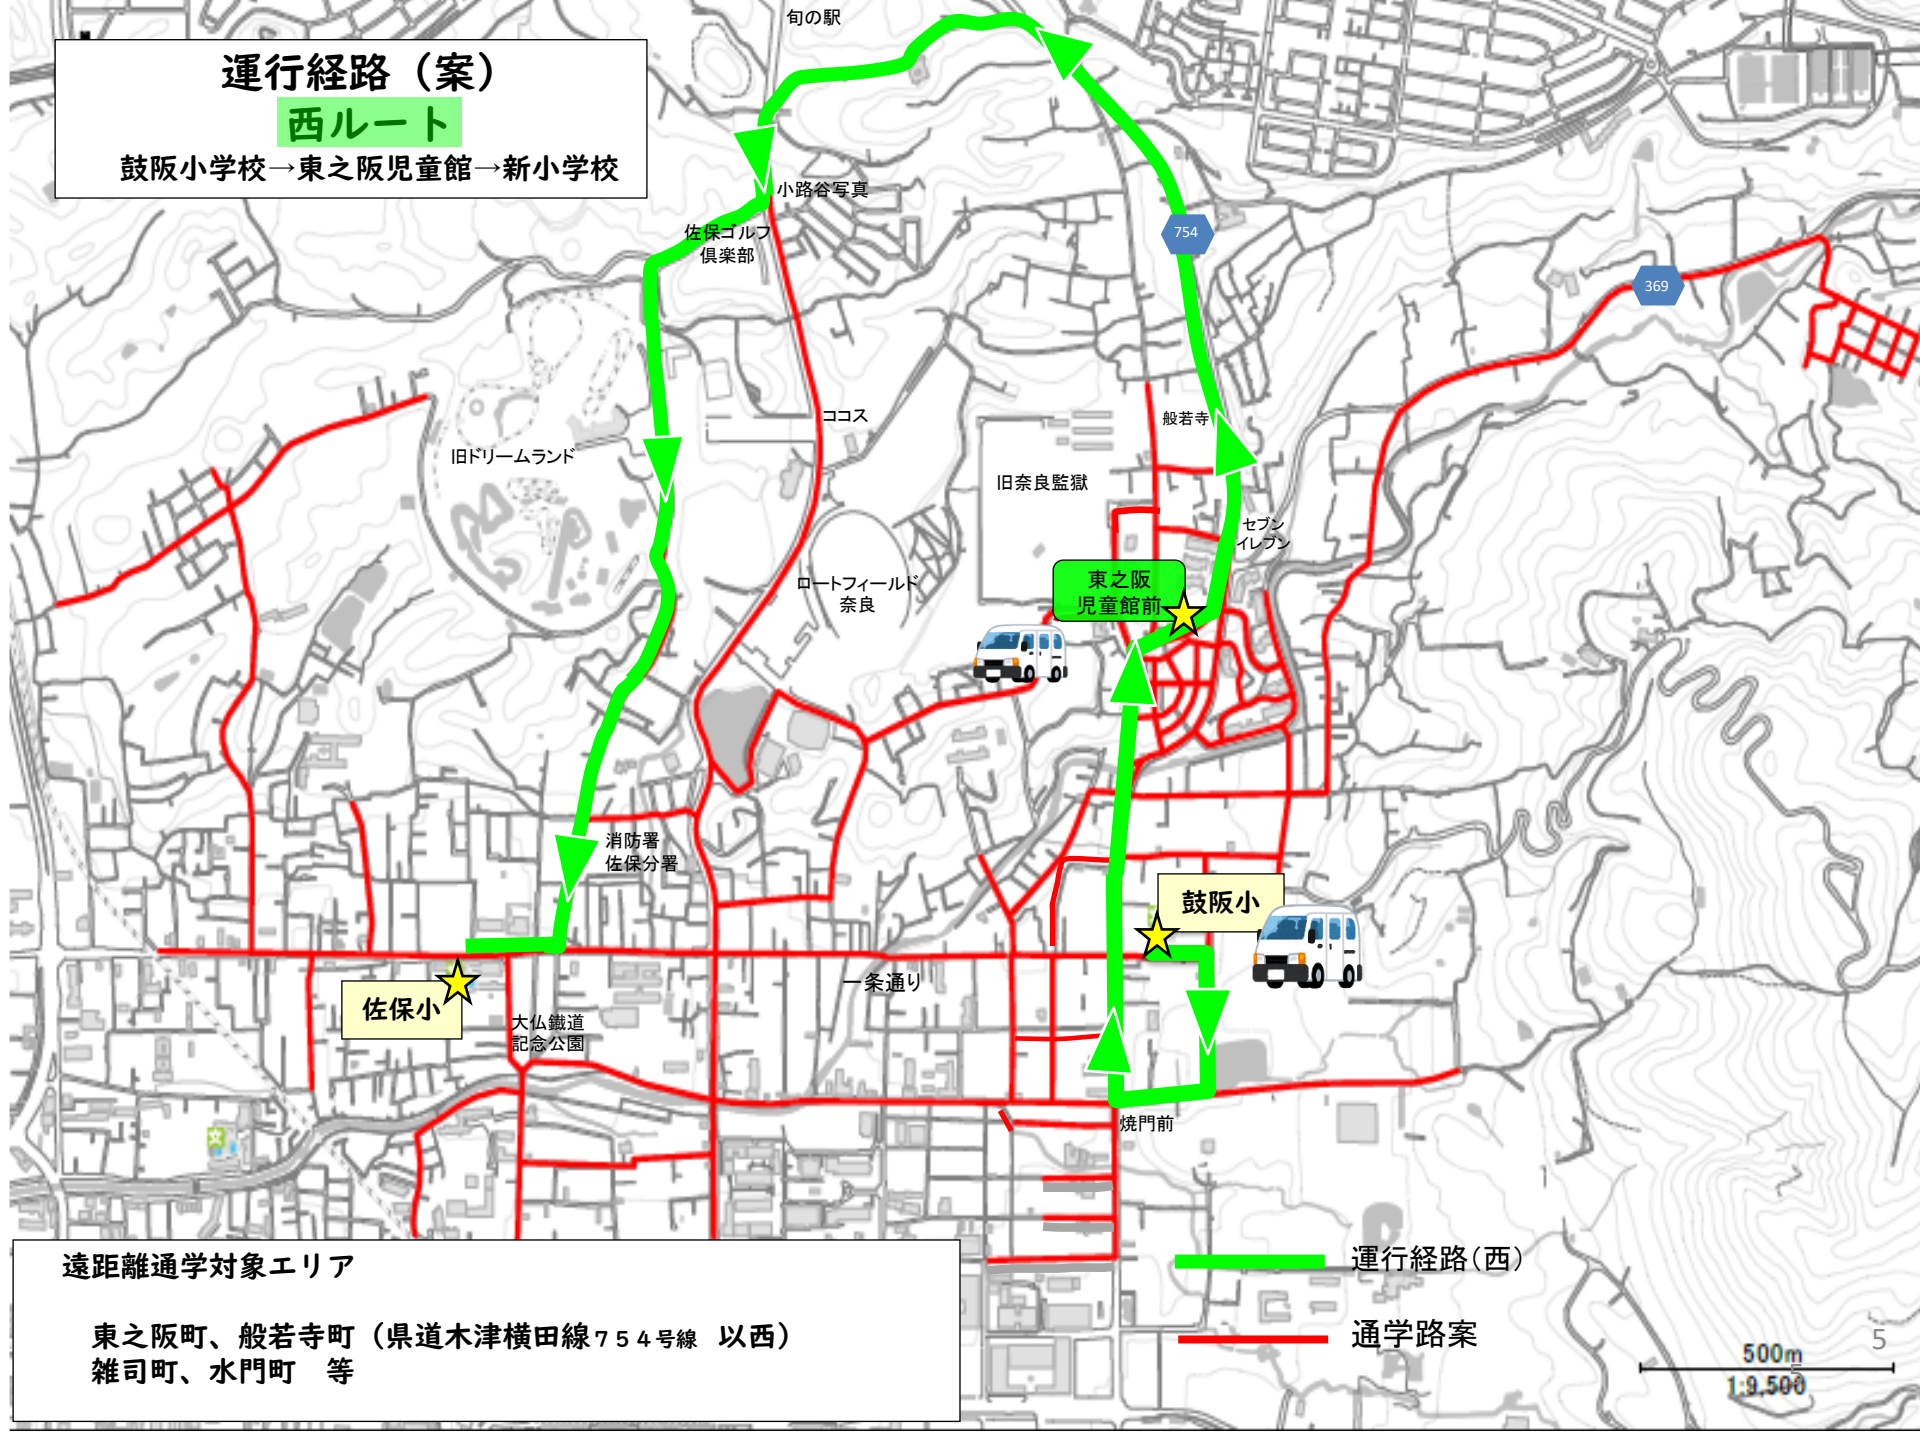 運行経路（案）
西ルート
鼓阪小学校→東之阪児童館→新小学校
旬の駅
小路谷写真
佐保ゴルフ
倶楽部
754
369
ココス
般若寺
旧ドリームランド
旧奈良監獄
セブン
イレブン
東之阪
児童館前
ロートフィールド
奈良
消防署
佐保分署
鼓阪小
一条通り
佐保小
大仏鐵道
記念公園
焼門前
文
遠距離通学対象エリア
東之阪町、般若寺町（県道木津横田線７５４号線　以西）
雑司町、水門町　等
運行経路（西）
通学路案
500m
1:9,500
5